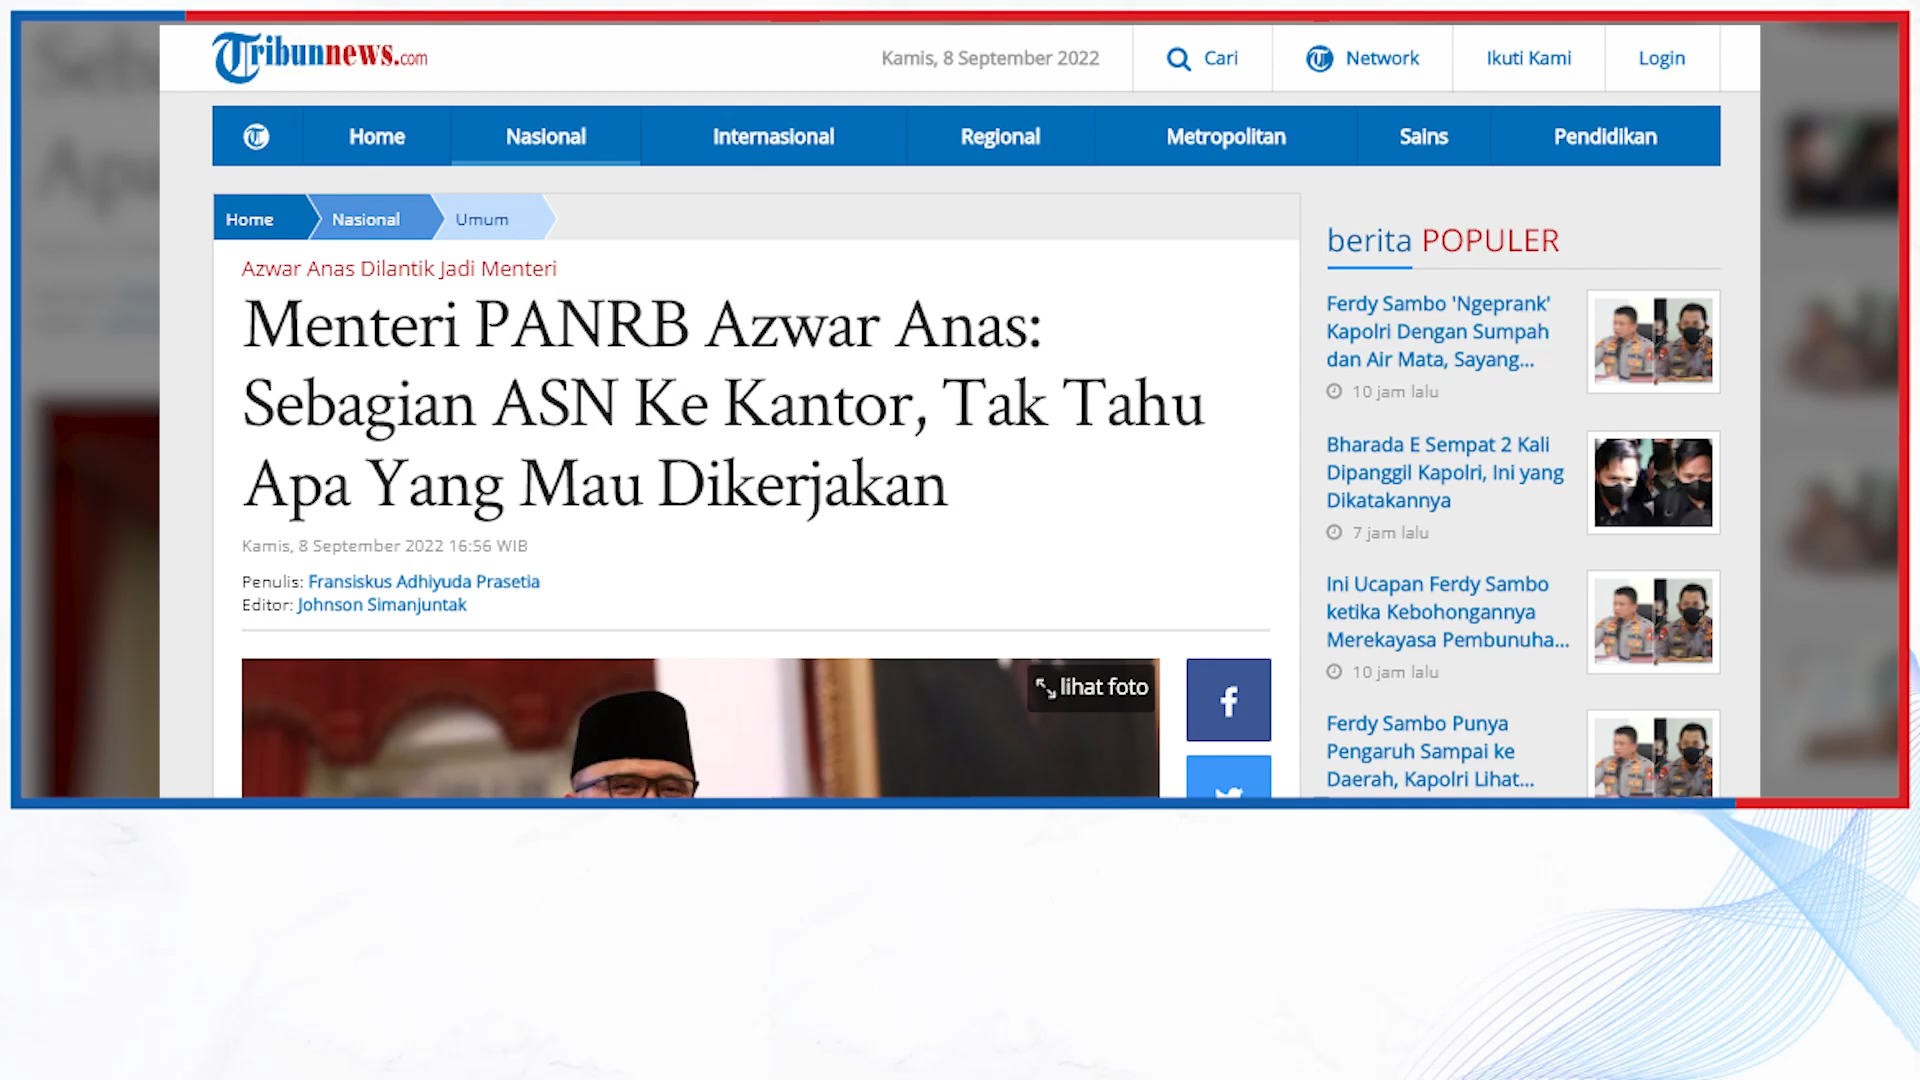 Tribunnews.com
Kamis, 8 September 2022
Cari
Network
Ikuti Kami
Login
Home
Nasional
Internasional
Regional
Metropolitan
Sains
Pendidikan
Home
Nasional
Umum
Azwar Anas Dilantik Jadi Menteri
Menteri PANRB Azwar Anas:
Sebagian ASN Ke Kantor, Tak Tahu
Apa Yang Mau Dikerjakan
Kamis, 8 September 2022 16:56 WIB
Penulis: Fransiskus Adhiyuda Prasetia
Editor: Johnson Simanjuntak
lihat foto
berita POPULER
Ferdy Sambo 'Ngeprank'
Kapolri Dengan Sumpah
dan Air Mata, Sayang...
10 jam lalu
Bharada E Sempat 2 Kali
Dipanggil Kapolri, Ini yang
Dikatakannya
7 jam lalu
Ini Ucapan Ferdy Sambo
ketika Kebohongannya
Merekayasa Pembunuha...
10 jam lalu
Ferdy Sambo Punya
Pengaruh Sampai ke
Daerah, Kapolri Lihat...